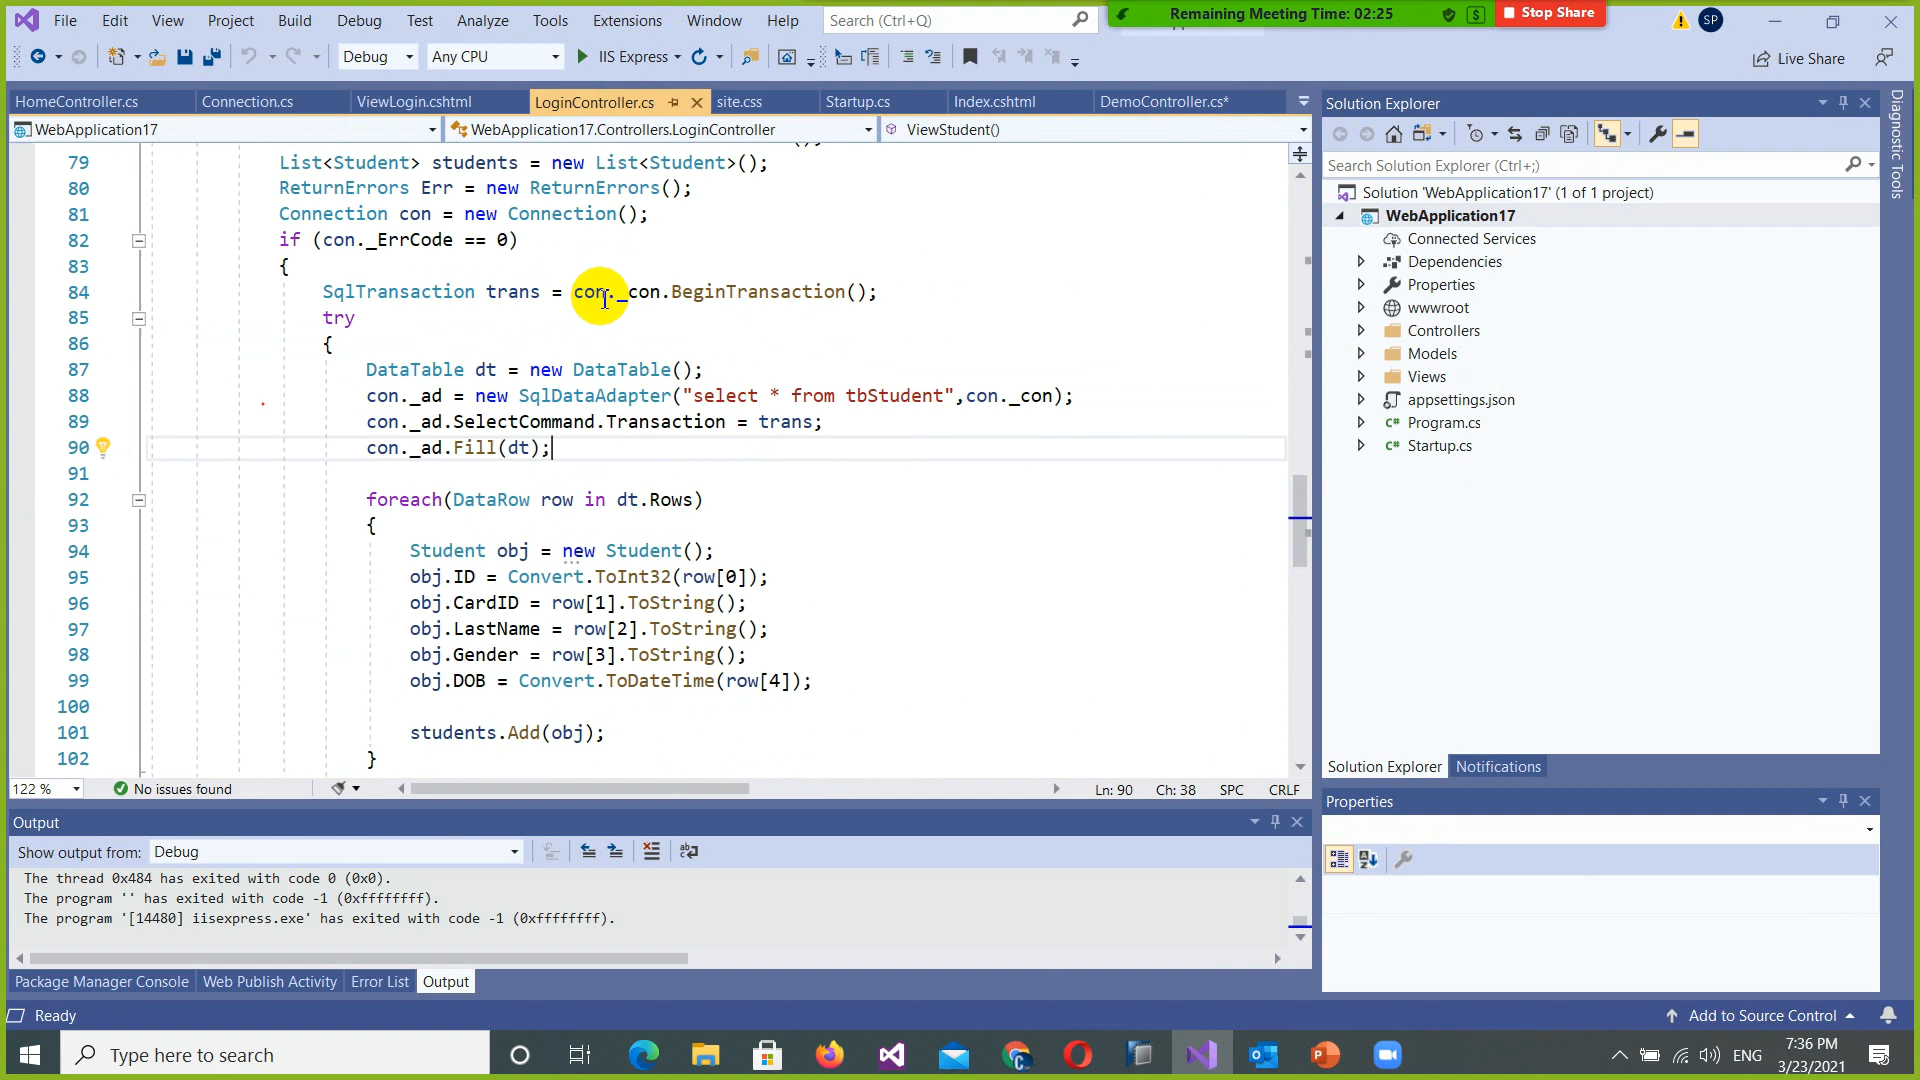 File Edit View Project Build Debug Test Analyze Tools Extensions Window Help Search (Ctrl+Q) Remaining Meeting Time: 02:25 Stop Share SP
Debug Any CPU IIS Express Live Share
HomeController.cs Connection.cs ViewLogin.cshtml LoginController.cs site.css Startup.cs Index.cshtml DemoController.cs*
WebApplication17 WebApplication17.Controllers.LoginController ViewStudent()
79 List<Student> students = new List<Student>();
80 ReturnErrors Err = new ReturnErrors();
81 Connection con = new Connection();
82 if (con._ErrCode == 0)
83 {
84 SqlTransaction trans = con._con.BeginTransaction();
85 try
86 {
87 DataTable dt = new DataTable();
88 con._ad = new SqlDataAdapter("select * from tbStudent",con._con);
89 con._ad.SelectCommand.Transaction = trans;
90 con._ad.Fill(dt);
91
92 foreach(DataRow row in dt.Rows)
93 {
94 Student obj = new Student();
95 obj.ID = Convert.ToInt32(row[0]);
96 obj.CardID = row[1].ToString();
97 obj.LastName = row[2].ToString();
98 obj.Gender = row[3].ToString();
99 obj.DOB = Convert.ToDateTime(row[4]);
100
101 students.Add(obj);
102 }
122 % No issues found Ln: 90 Ch: 38 SPC CRLF
Output
Show output from: Debug
The thread 0x484 has exited with code 0 (0x0).
The program '' has exited with code -1 (0xffffffff).
The program '[14480] iisexpress.exe' has exited with code -1 (0xffffffff).
Package Manager Console Web Publish Activity Error List Output
Solution Explorer
Search Solution Explorer (Ctrl+;)
Solution 'WebApplication17' (1 of 1 project)
WebApplication17
Connected Services
Dependencies
Properties
wwwroot
Controllers
Models
Views
appsettings.json
Program.cs
Startup.cs
Solution Explorer Notifications
Properties
Diagnostic Tools
Ready Add to Source Control
Type here to search ENG 7:36 PM
3/23/2021